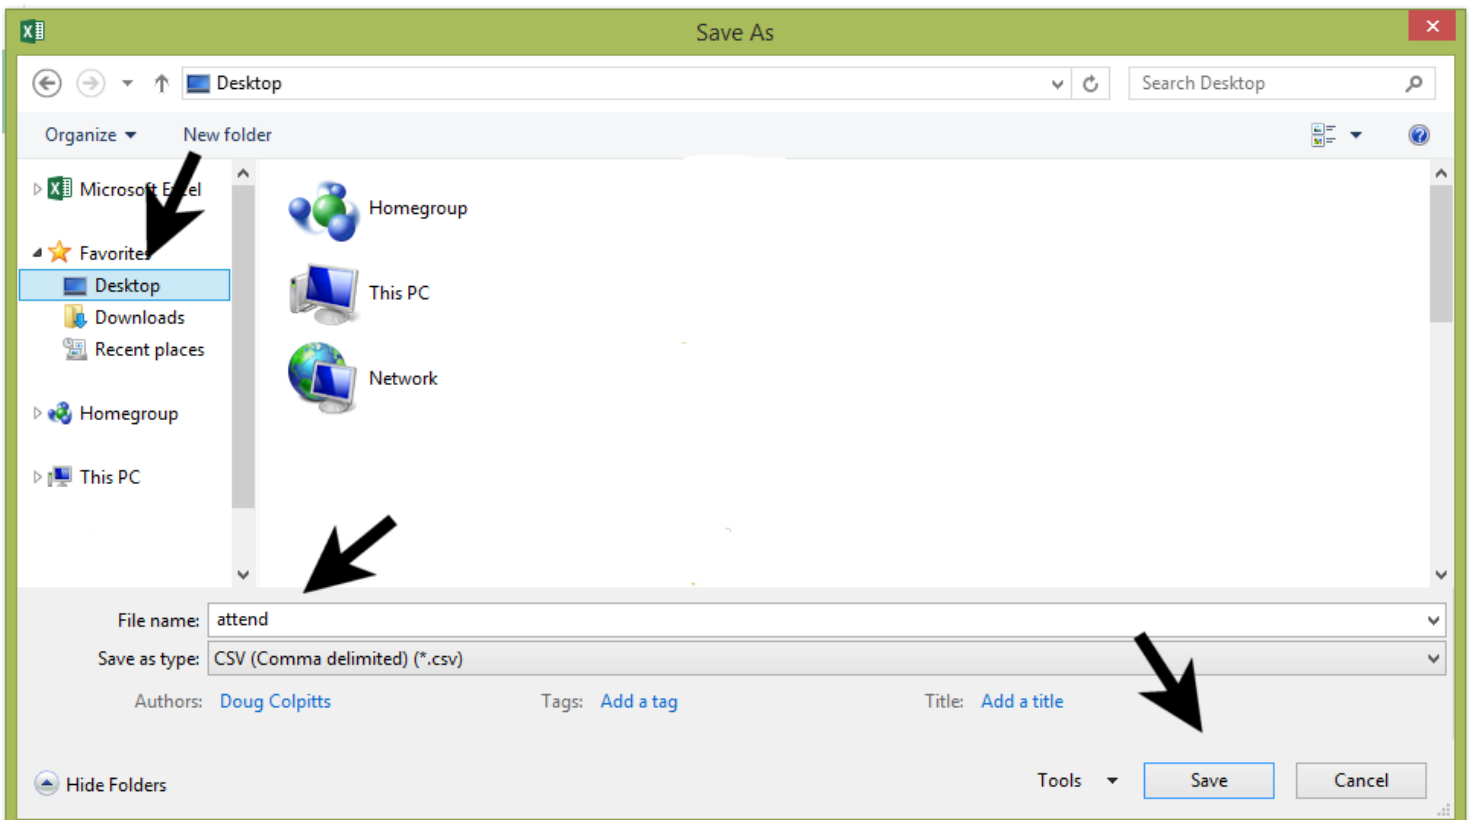 Save As
Desktop
Search Desktop
Organize
New folder
Microsoft Excel
Favorites
Desktop
Downloads
Recent places
Homegroup
This PC
Homegroup
This PC
Network
File name: attend
Save as type: CSV (Comma delimited) (*.csv)
Authors: Doug Colpitts Tags: Add a tag Title: Add a title
Hide Folders
Tools
Save
Cancel